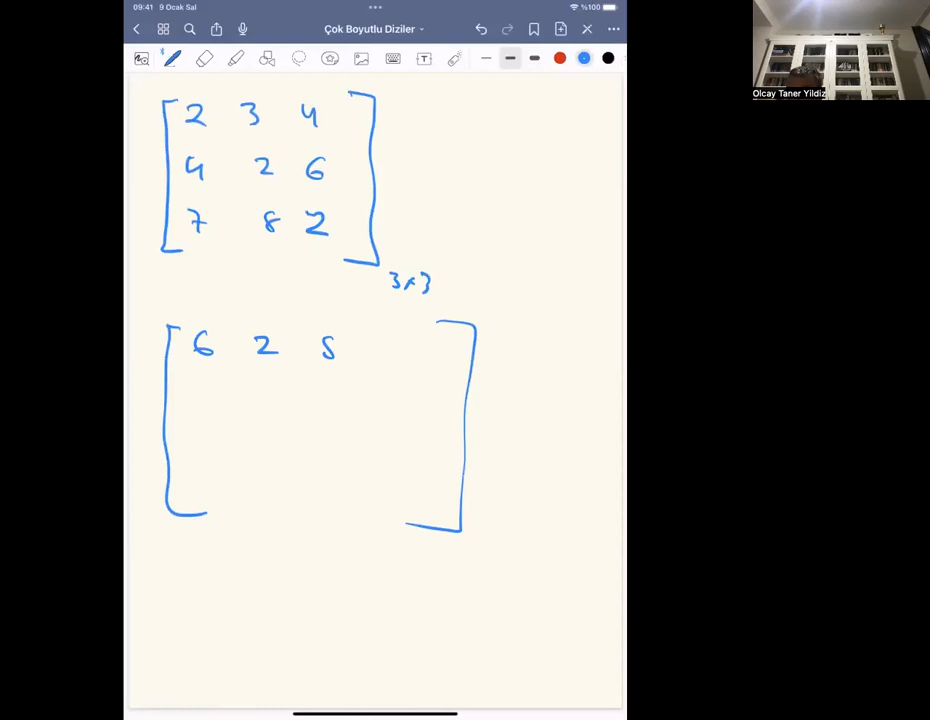 09:41 9 Ocak Sal
%100
Çok Boyutlu Diziler
T
2 3 4
4 2 6
7 8 2
3x3
6 2 5
Olcay Taner Yildiz